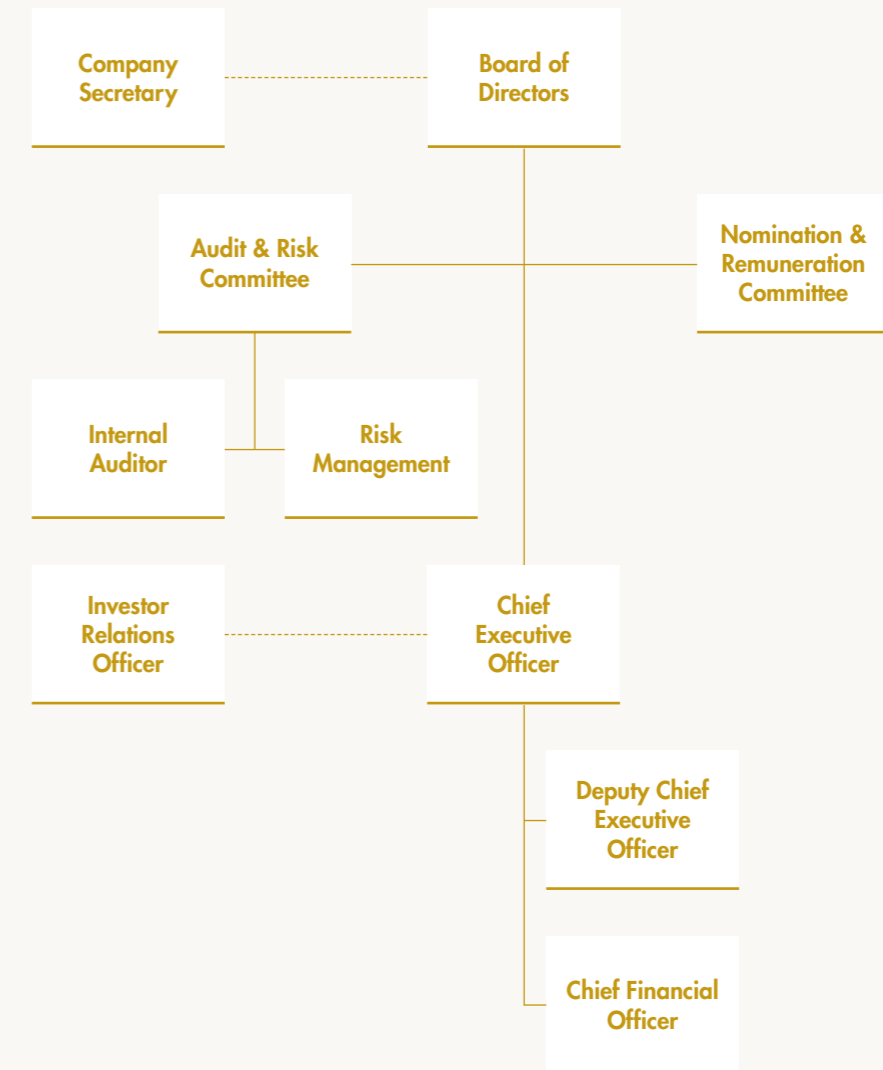 Company
Secretary
Board of
Directors
Audit & Risk
Committee
Nomination &
Remuneration
Committee
Internal
Auditor
Risk
Management
Investor
Relations
Officer
Chief
Executive
Officer
Deputy Chief
Executive
Officer
Chief Financial
Officer